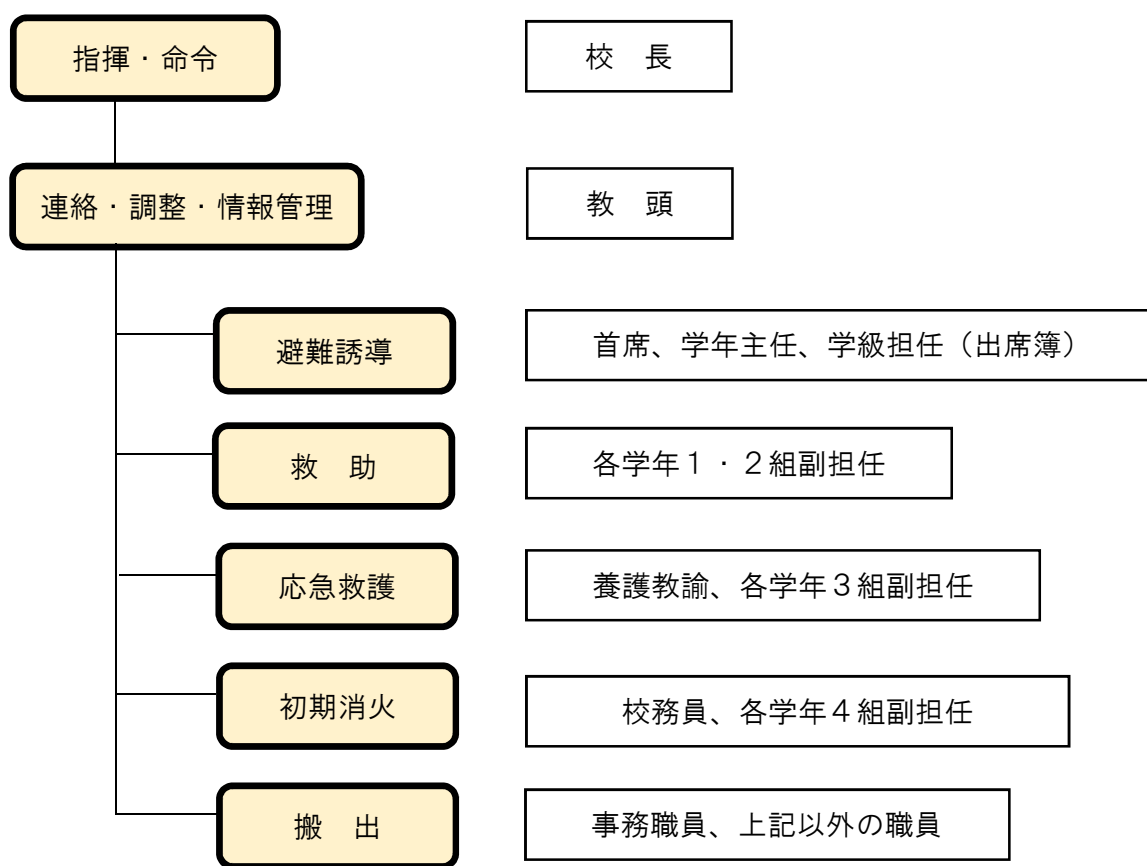 指揮・命令
校　長
連絡・調整・情報管理
教　頭
避難誘導
首席、学年主任、学級担任（出席簿）
救　助
各学年１・２組副担任
応急救護
養護教諭、各学年３組副担任
初期消火
校務員、各学年４組副担任
搬　出
事務職員、上記以外の職員